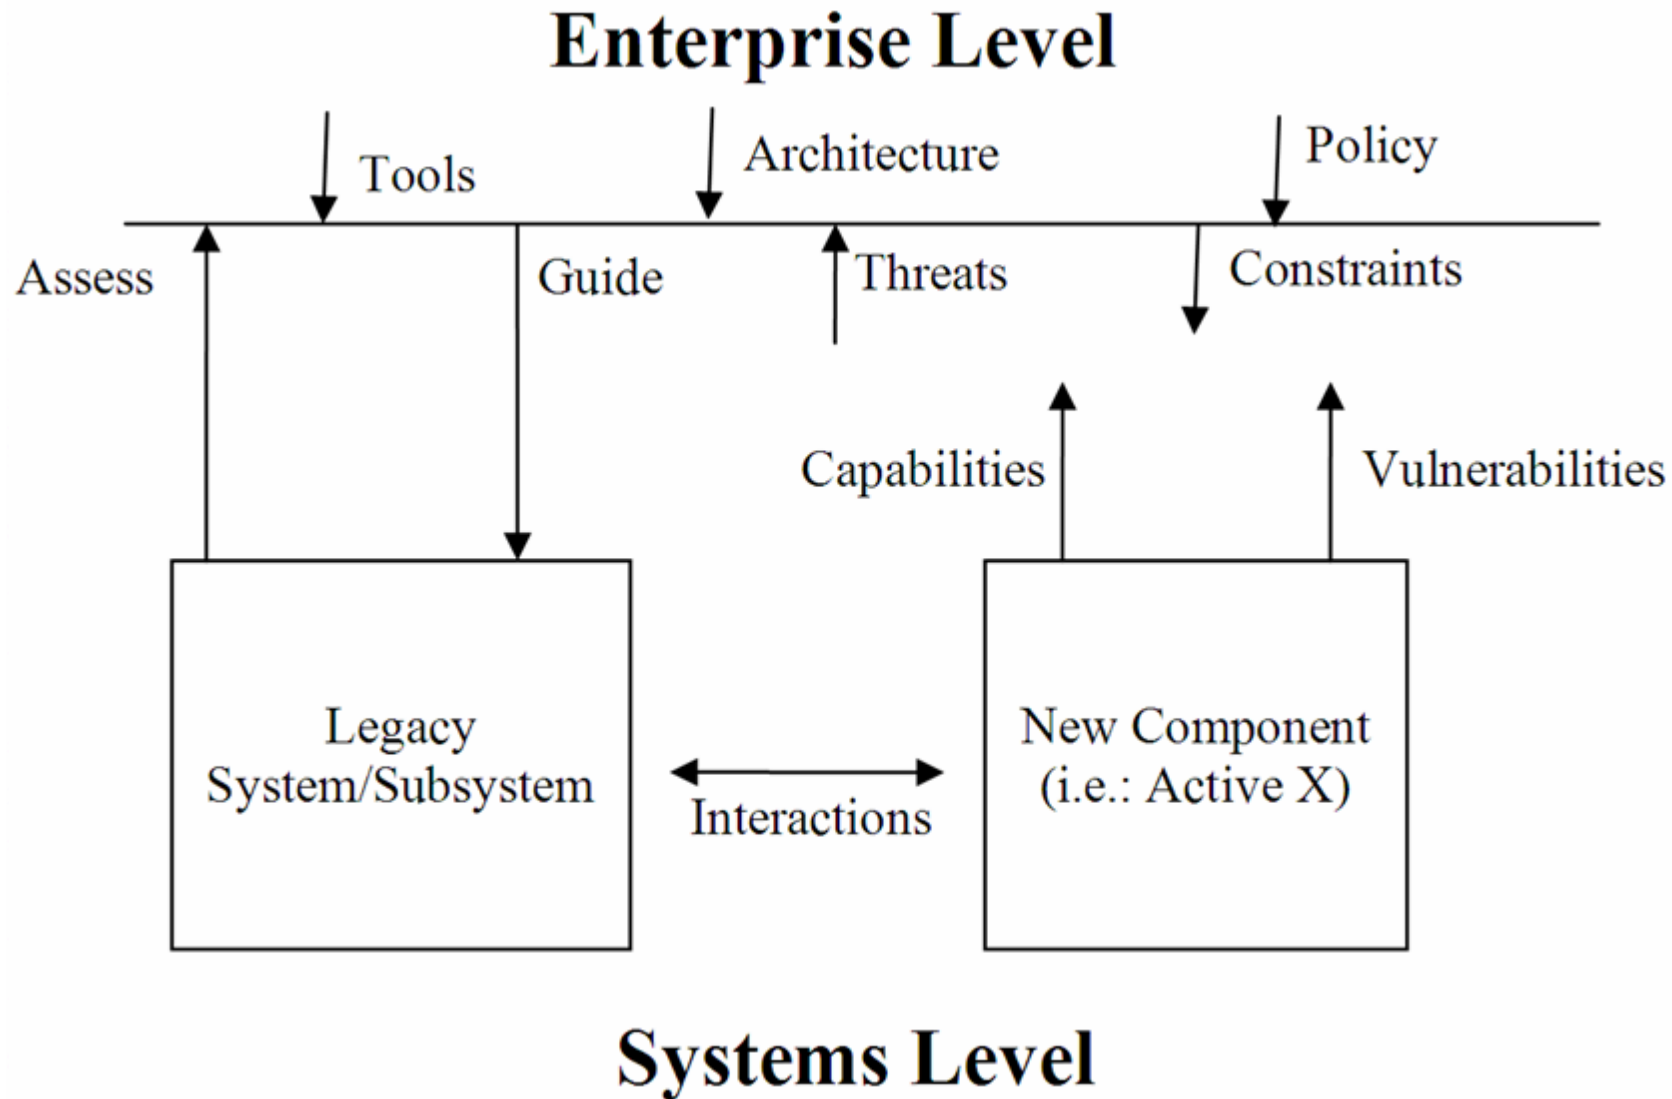 Enterprise Level
Tools
Architecture
Policy
Assess
Guide
Threats
Constraints
Capabilities
Vulnerabilities
Legacy
System/Subsystem
Interactions
New Component
(i.e.: Active X)
Systems Level